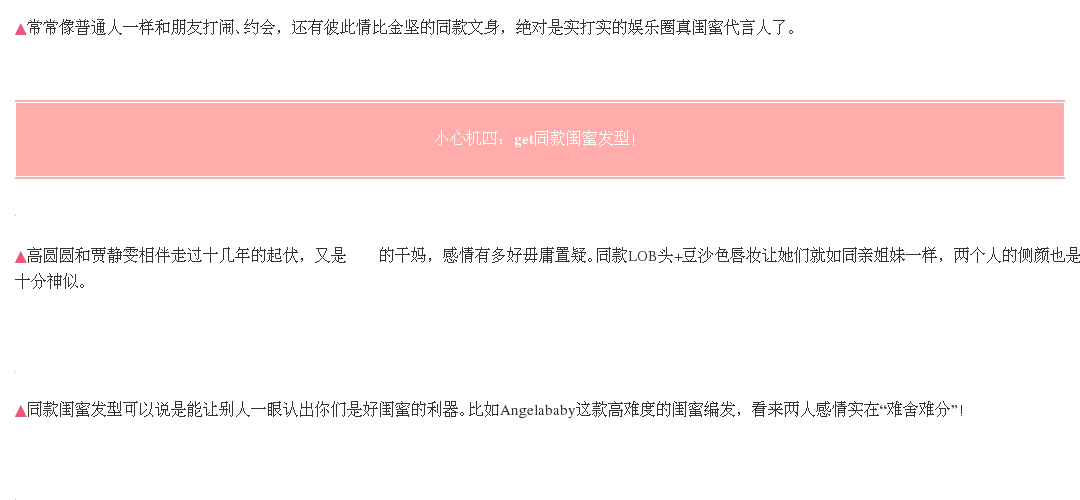 ▲常常像普通人一样和朋友打闹、约会，还有彼此情比金坚的同款文身，绝对是实打实的娱乐圈真闺蜜代言人了。
小心机四：get同款闺蜜发型！
▲高圆圆和贾静雯相伴走过十几年的起伏，又是　　的干妈，感情有多好毋庸置疑。同款LOB头+豆沙色唇妆让她们就如同亲姐妹一样，两个人的侧颜也是
十分神似。
▲同款闺蜜发型可以说是能让别人一眼认出你们是好闺蜜的利器。比如Angelababy这款高难度的闺蜜编发，看来两人感情实在“难舍难分”！